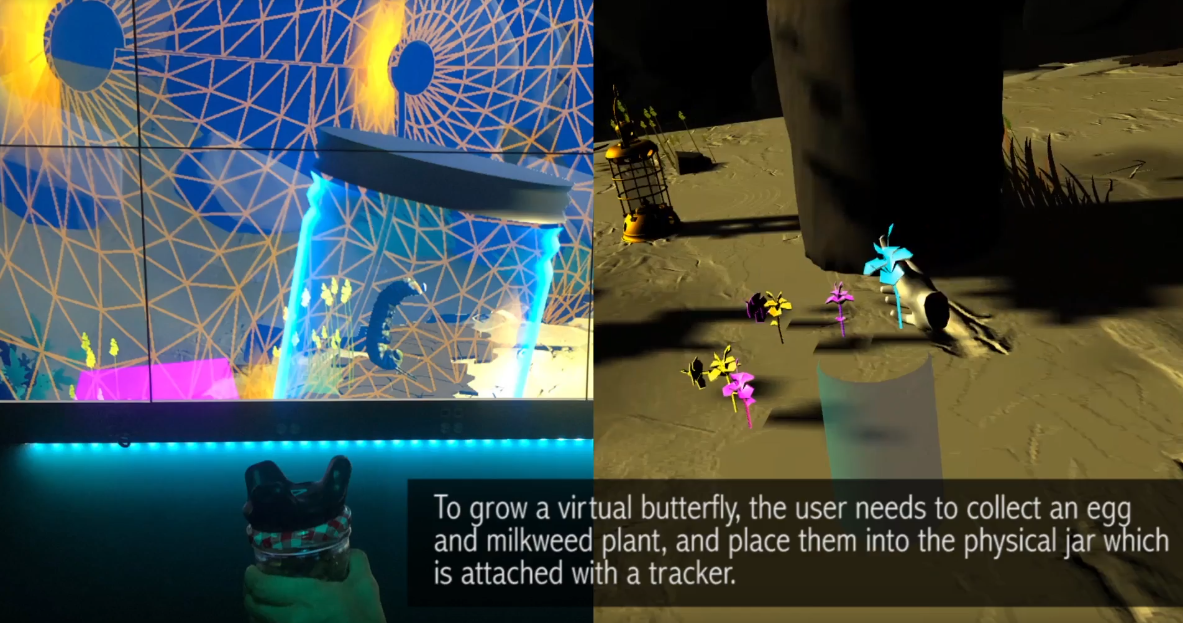 To grow a virtual butterfly, the user needs to collect an egg
and milkweed plant, and place them into the physical jar which
is attached with a tracker.